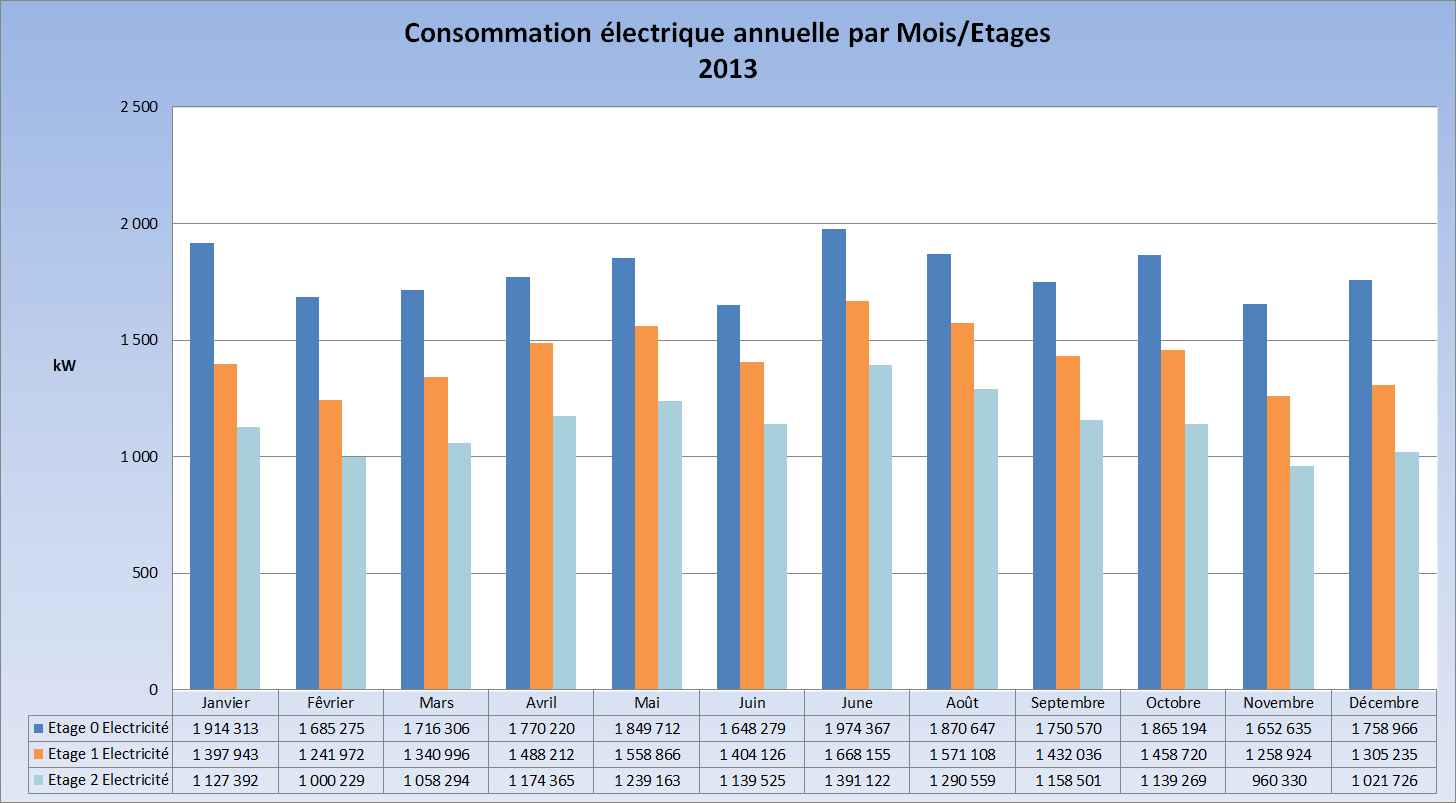 Consommation électrique annuelle par Mois/Etages
2013
2 500
2 000
1 500
1 000
500
0
kW
Janvier Fêvrier Mars Avril Mai Juin June Août Septembre Octobre Novembre Décembre
Etage 0 Electricité 1 914 313 1 685 275 1 716 306 1 770 220 1 849 712 1 648 279 1 974 367 1 870 647 1 750 570 1 865 194 1 652 635 1 758 966
Etage 1 Electricité 1 397 943 1 241 972 1 340 996 1 488 212 1 558 866 1 404 126 1 668 155 1 571 108 1 432 036 1 458 720 1 258 924 1 305 235
Etage 2 Electricité 1 127 392 1 000 229 1 058 294 1 174 365 1 239 163 1 139 525 1 391 122 1 290 559 1 158 501 1 139 269 960 330 1 021 726